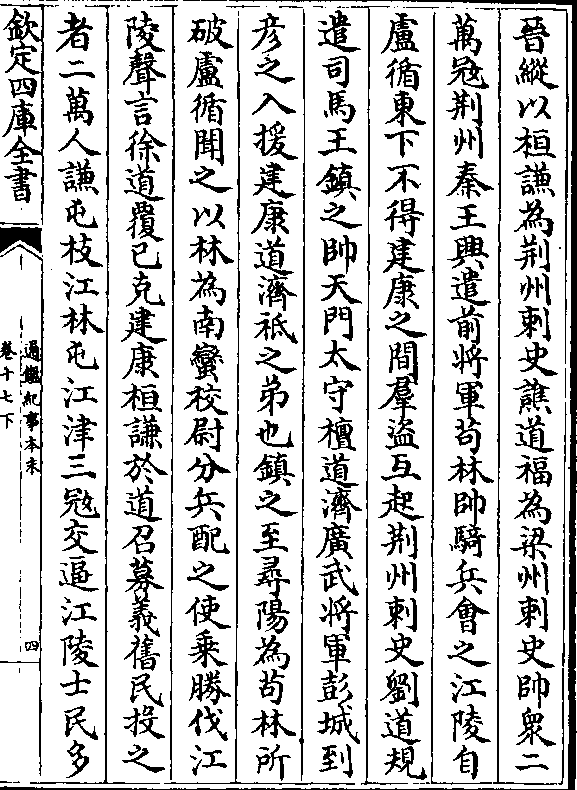 晉縱以桓謙為荆州刺史譙道福為梁州刺史帥衆二
萬冦荆州秦王興遣前將軍茍林帥騎兵會之江陵自
盧循東下不得建康之問羣盜互起荆州刺史劉道規
遣司馬王鎮之帥天門太守檀道濟廣武將軍彭城到
彦之入援建康道濟祗之弟也鎮之至尋陽為茍林所
破盧循聞之以林為南蠻校尉分兵配之使乗勝伐江
陵聲言徐道覆已克建康桓謙於道召募義舊民投之
者二萬人謙屯枝江林屯江津二冦交逼江陵士民多
欽定四庫全書
通鑑紀事本末
卷十七下
四